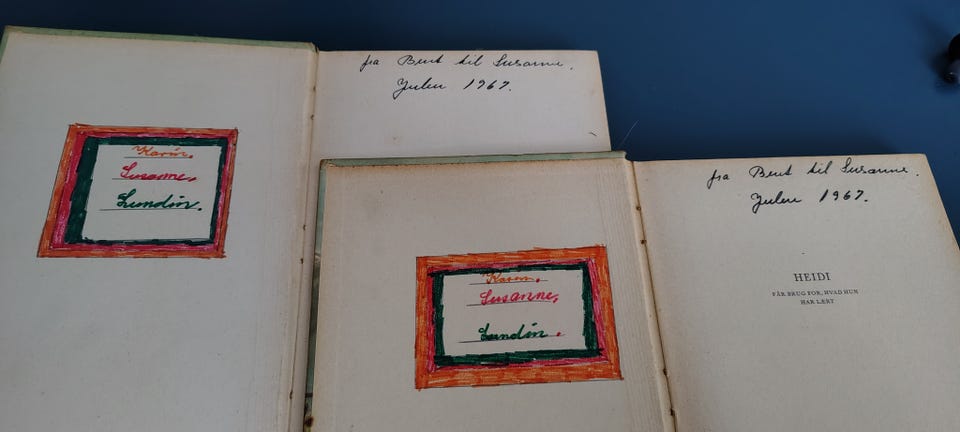 fra Bent til Susanne.
Julen 1967.
Karin.
Susanne.
Lundin.
fra Bent til Susanne.
Julen 1967.
Karin.
Susanne,
Lundin.
HEIDI
FÅR BRUG FOR, HVAD HUN
HAR LÆRT